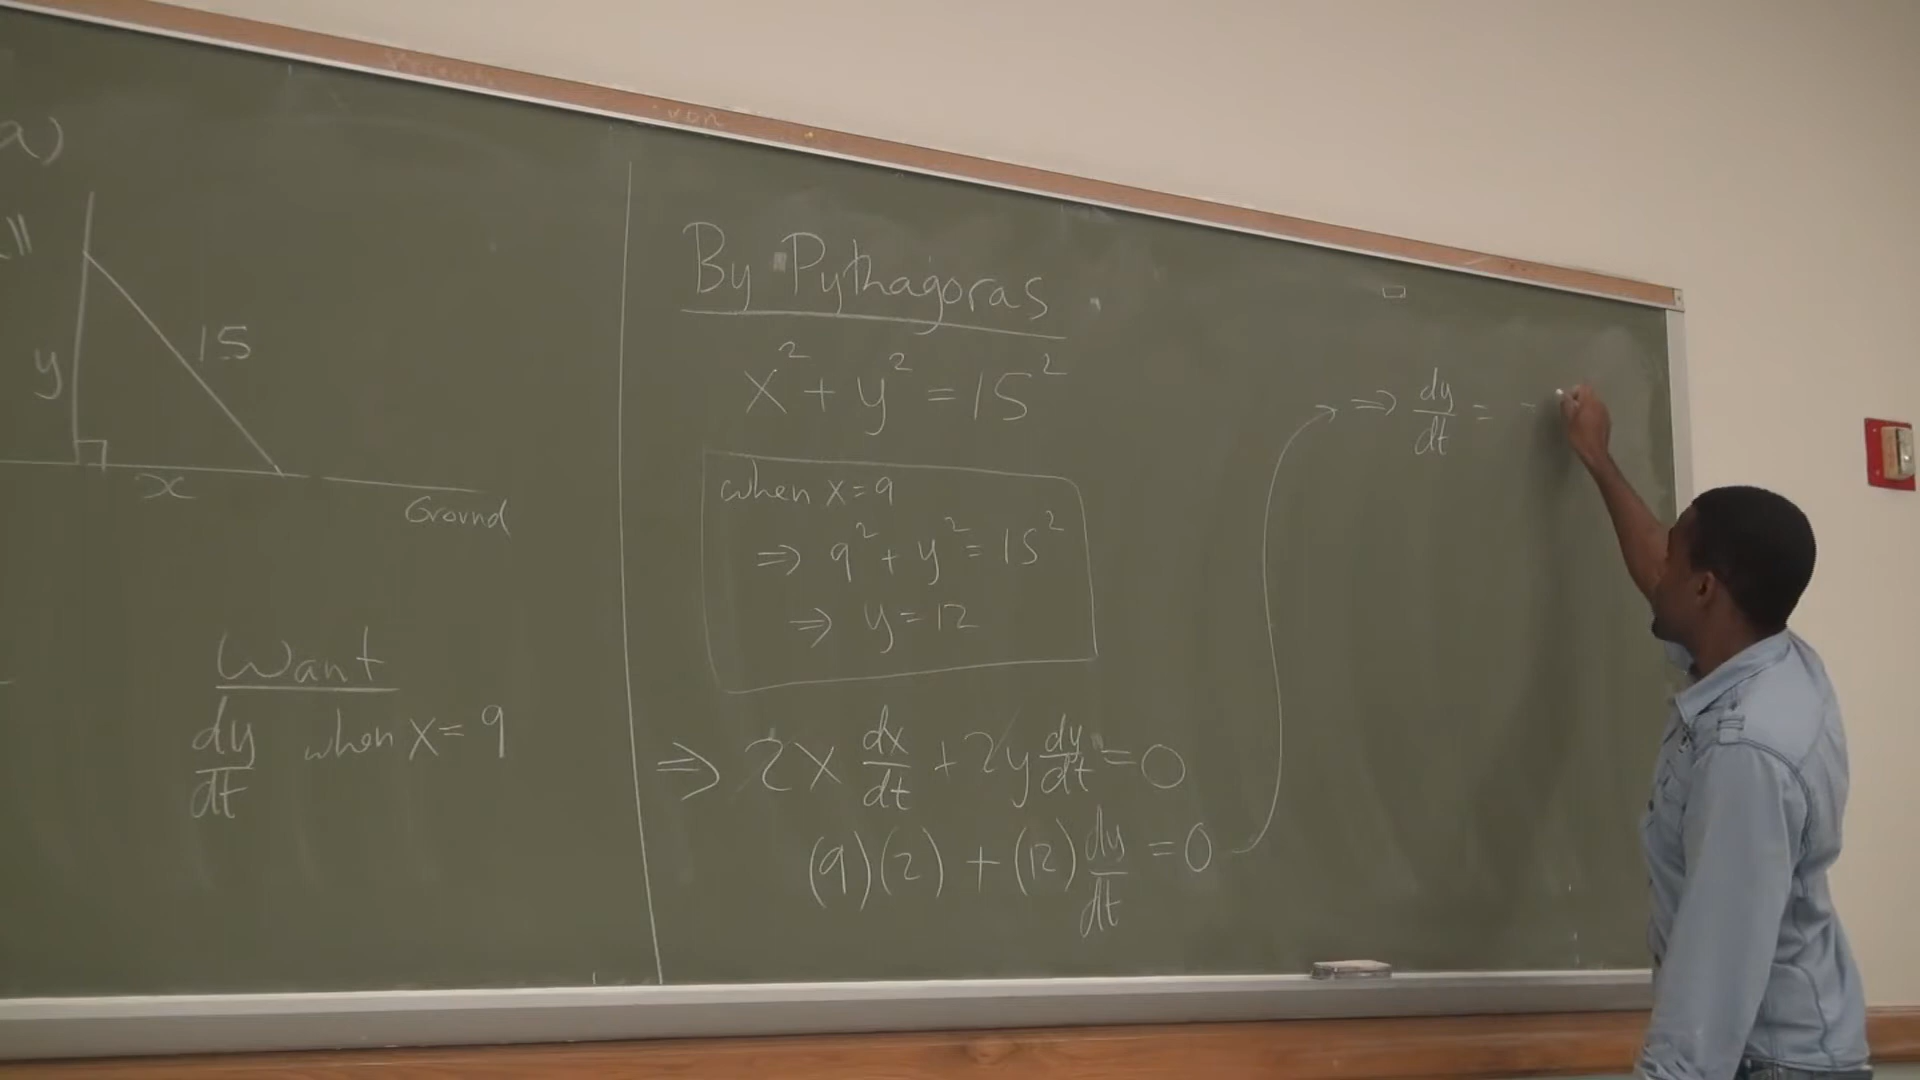 a)
y
15
x
Ground
Want
dy/dt when x = 9
By Pythagoras
x² + y² = 15²
when x = 9
⇒ 9² + y² = 15²
⇒ y = 12
⇒ 2x dx/dt + 2y dy/dt = 0
(9)(2) + (12) dy/dt = 0
⇒ dy/dt = -